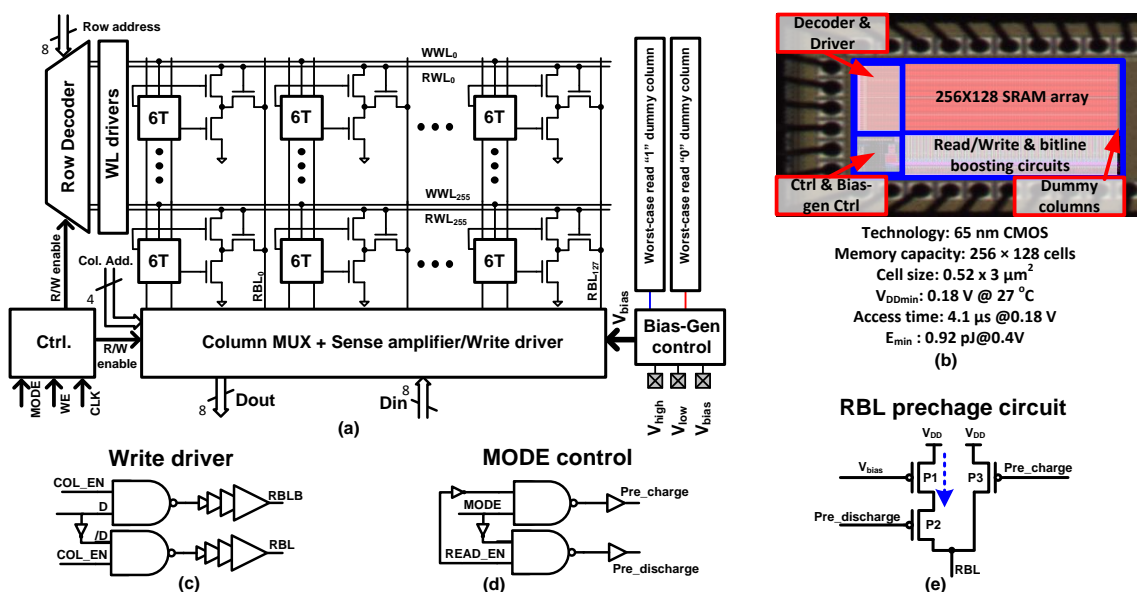 Row address
8
Row Decoder
WL drivers
WWL0
RWL0
6T
6T
6T
WWL255
RWL255
6T
6T
6T
RBL0
RBL127
R/W enable
Col. Add.
4
Ctrl.
R/W
enable
MODE
WE
CLK
Column MUX + Sense amplifier/Write driver
8
Dout
8
Din
Worst-case read "1" dummy column
Worst-case read "0" dummy column
Vbias
Bias-Gen
control
Vhigh
Vlow
Vbias
(a)
Decoder &
Driver
256X128 SRAM array
Read/Write & bitline
boosting circuits
Ctrl & Bias-
gen Ctrl
Dummy
columns
Technology: 65 nm CMOS
Memory capacity: 256 × 128 cells
Cell size: 0.52 x 3 µm²
VDDmin: 0.18 V @ 27 °C
Access time: 4.1 µs @0.18 V
Emin : 0.92 pJ@0.4V
(b)
Write driver
COL_EN
D
/D
COL_EN
RBLB
RBL
(c)
MODE control
MODE
READ_EN
Pre_charge
Pre_discharge
(d)
RBL prechage circuit
VDD
VDD
Vbias
P1
P3
Pre_charge
Pre_discharge
P2
RBL
(e)